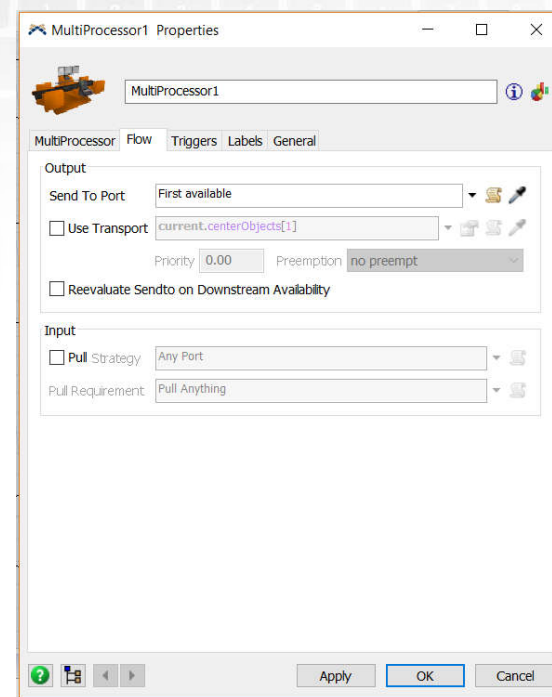 MultiProcessor1 Properties
MultiProcessor1
MultiProcessor Flow Triggers Labels General
Output
Send To Port First available
Use Transport current.centerObjects[1]
Priority 0.00 Preemption no preempt
Reevaluate Sendto on Downstream Availability
Input
Pull Strategy Any Port
Pull Requirement Pull Anything
Apply OK Cancel